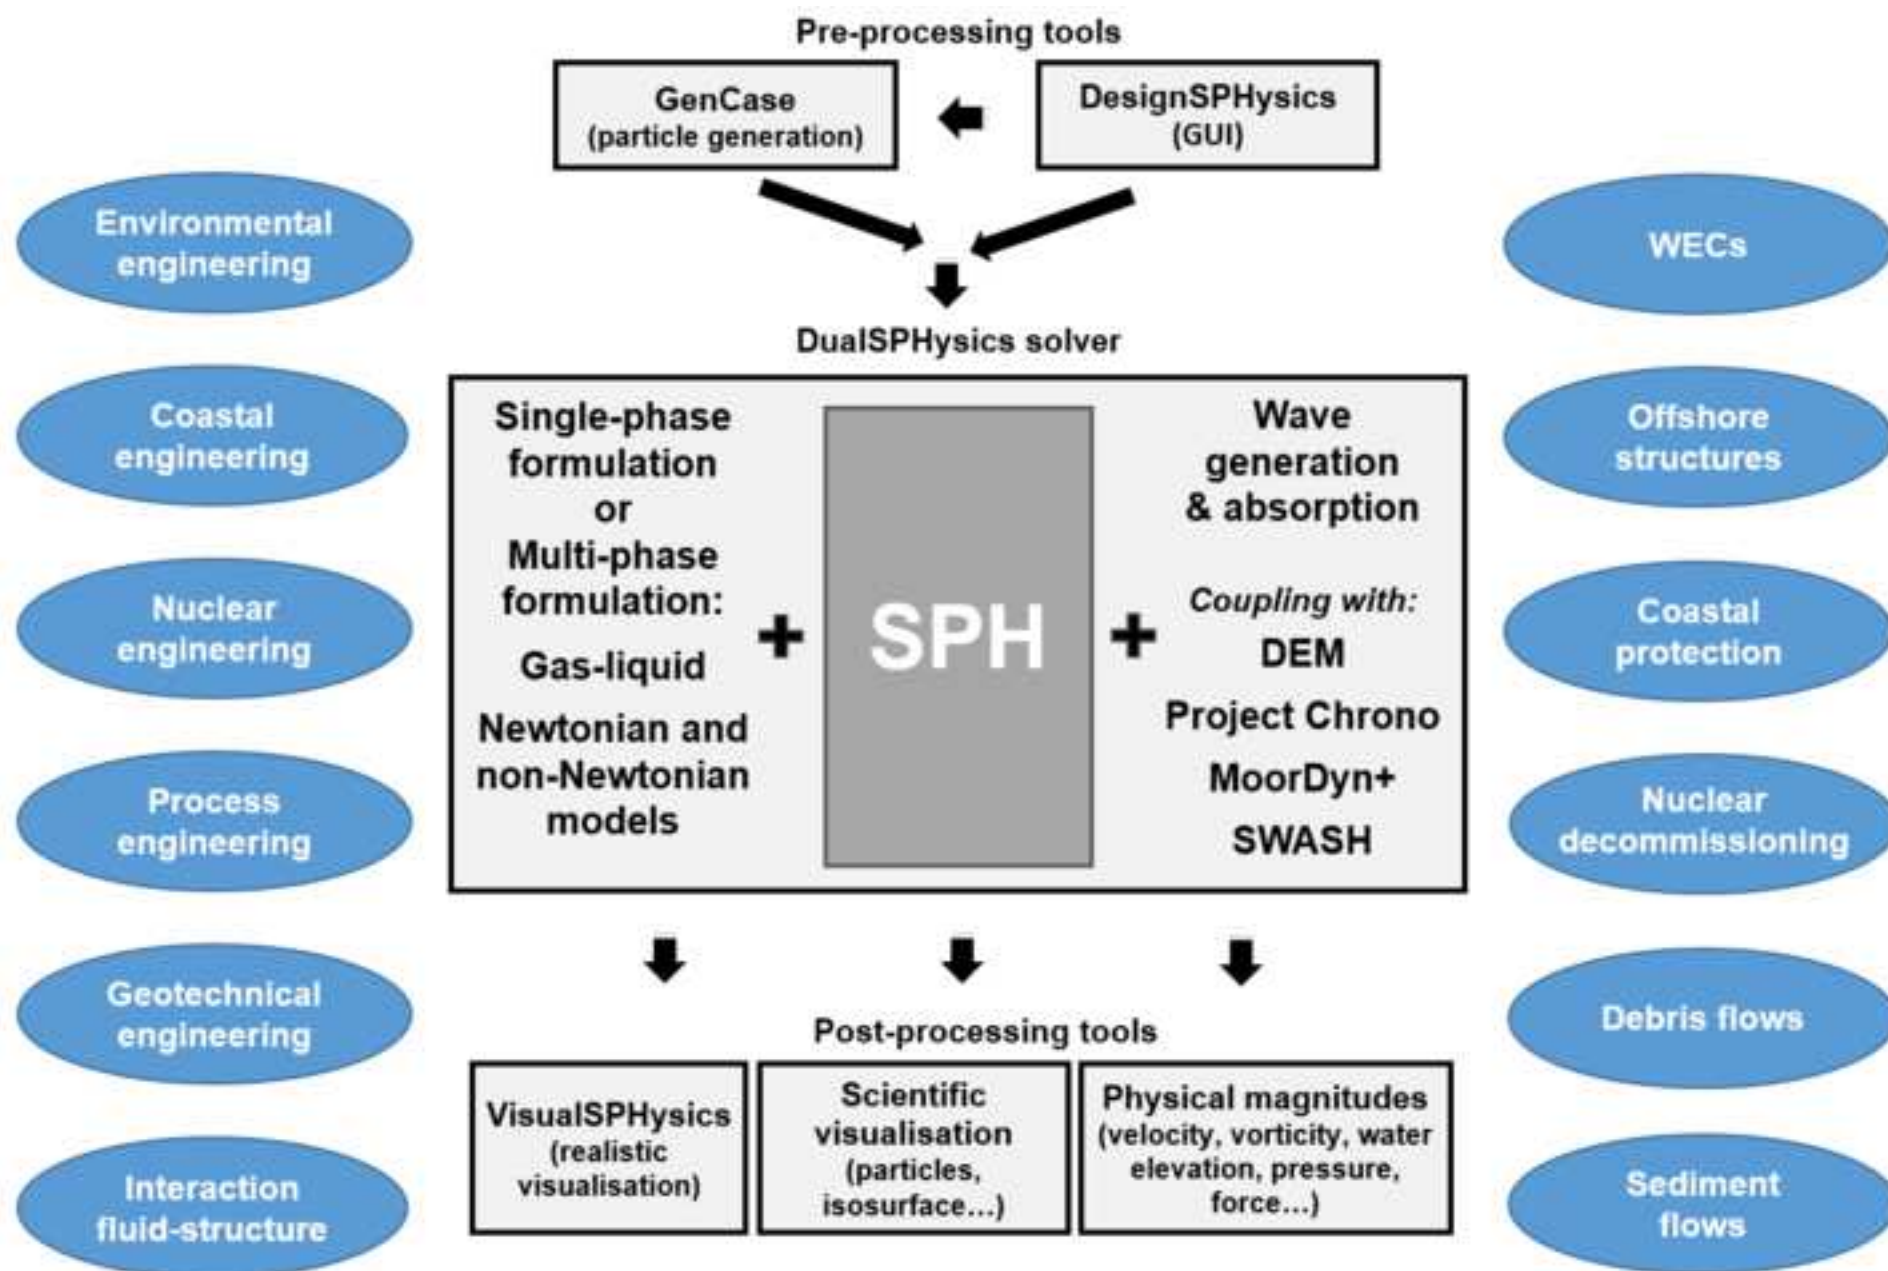 Pre-processing tools
GenCase
(particle generation)
DesignSPHysics
(GUI)
Environmental
engineering
Coastal
engineering
Nuclear
engineering
Process
engineering
Geotechnical
engineering
Interaction
fluid-structure
DualSPHysics solver
Single-phase
formulation
or
Multi-phase
formulation:
Gas-liquid
Newtonian and
non-Newtonian
models
+
SPH
+
Wave
generation
& absorption
Coupling with:
DEM
Project Chrono
MoorDyn+
SWASH
Post-processing tools
VisualSPHysics
(realistic
visualisation)
Scientific
visualisation
(particles,
isosurface...)
Physical magnitudes
(velocity, vorticity, water
elevation, pressure,
force...)
WECs
Offshore
structures
Coastal
protection
Nuclear
decommissioning
Debris flows
Sediment
flows